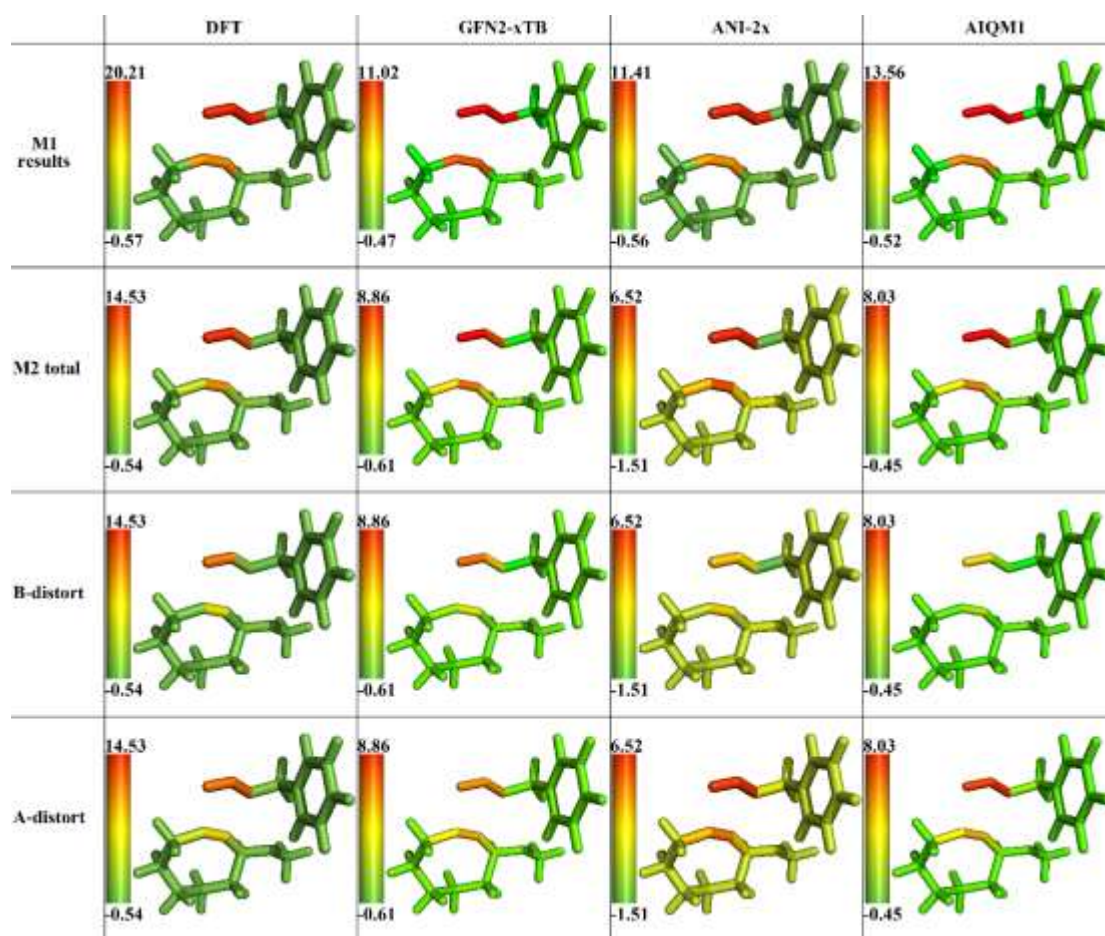 DFT GFN2-xTB ANI-2x AIQM1
20.21 11.02 11.41 13.56
M1
results
-0.57 -0.47 -0.56 -0.52
14.53 8.86 6.52 8.03
M2 total
-0.54 -0.61 -1.51 -0.45
14.53 8.86 6.52 8.03
B-distort
-0.54 -0.61 -1.51 -0.45
14.53 8.86 6.52 8.03
A-distort
-0.54 -0.61 -1.51 -0.45